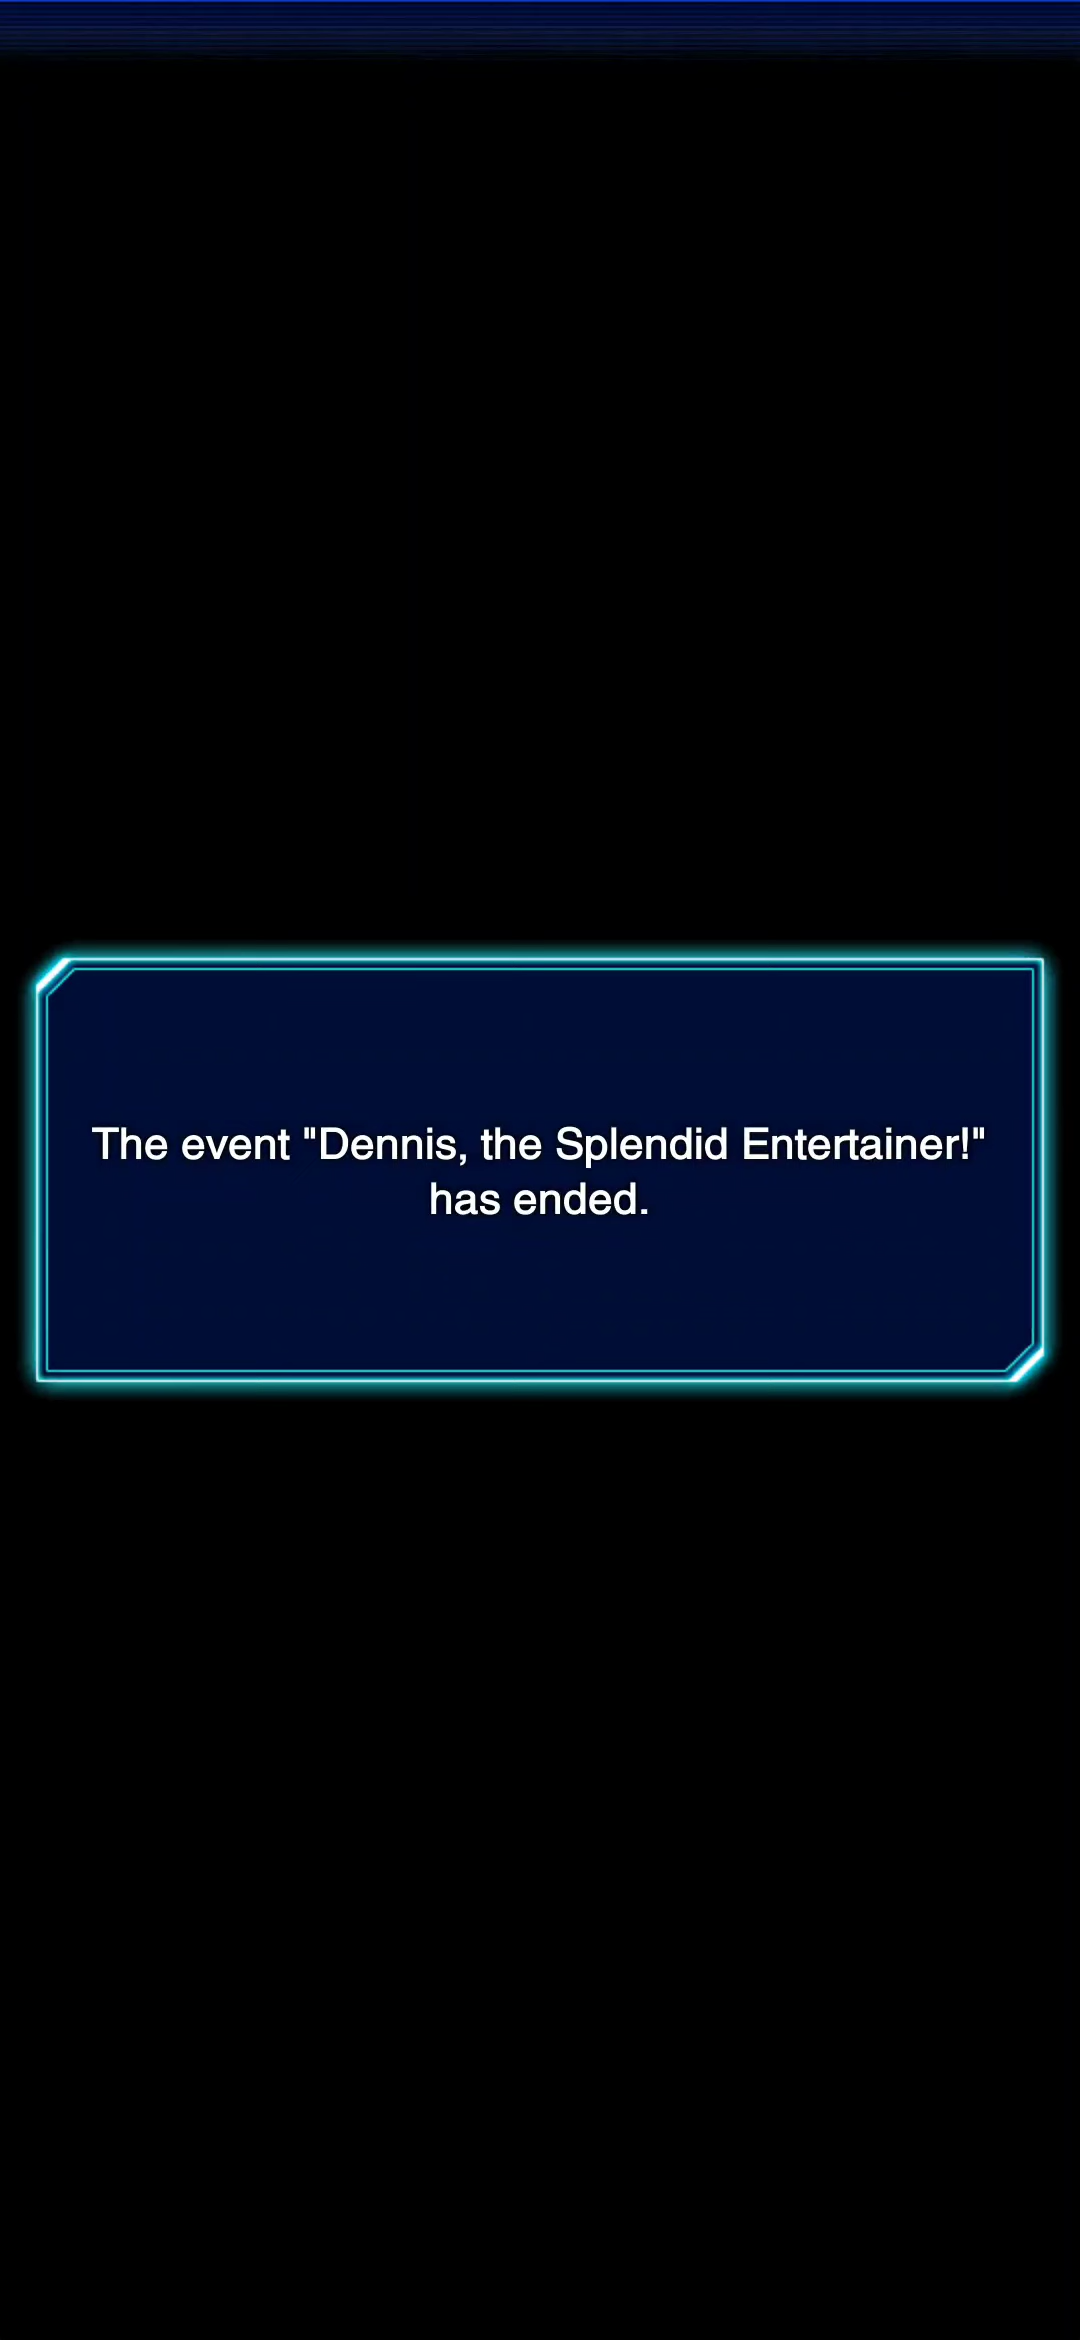 The event "Dennis, the Splendid Entertainer!"
has ended.